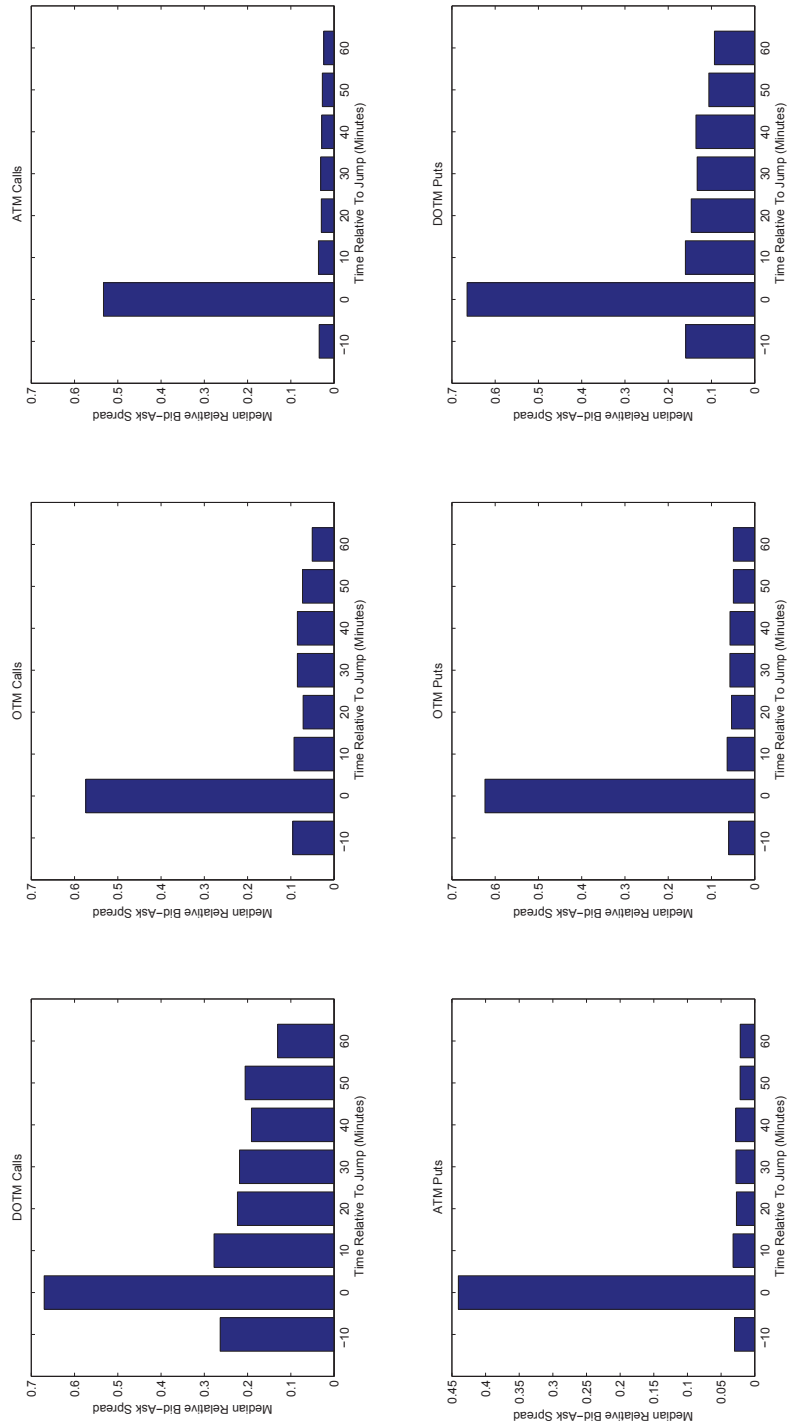 DOTM Calls
Median Relative Bid−Ask Spread
0.7
0.6
0.5
0.4
0.3
0.2
0.1
0
−10 0 10 20 30 40 50 60
Time Relative To Jump (Minutes)
OTM Calls
Median Relative Bid−Ask Spread
0.7
0.6
0.5
0.4
0.3
0.2
0.1
0
−10 0 10 20 30 40 50 60
Time Relative To Jump (Minutes)
ATM Calls
Median Relative Bid−Ask Spread
0.7
0.6
0.5
0.4
0.3
0.2
0.1
0
−10 0 10 20 30 40 50 60
Time Relative To Jump (Minutes)
ATM Puts
Median Relative Bid−Ask Spread
0.45
0.4
0.35
0.3
0.25
0.2
0.15
0.1
0.05
0
−10 0 10 20 30 40 50 60
Time Relative To Jump (Minutes)
OTM Puts
Median Relative Bid−Ask Spread
0.7
0.6
0.5
0.4
0.3
0.2
0.1
0
−10 0 10 20 30 40 50 60
Time Relative To Jump (Minutes)
DOTM Puts
Median Relative Bid−Ask Spread
0.7
0.6
0.5
0.4
0.3
0.2
0.1
0
−10 0 10 20 30 40 50 60
Time Relative To Jump (Minutes)